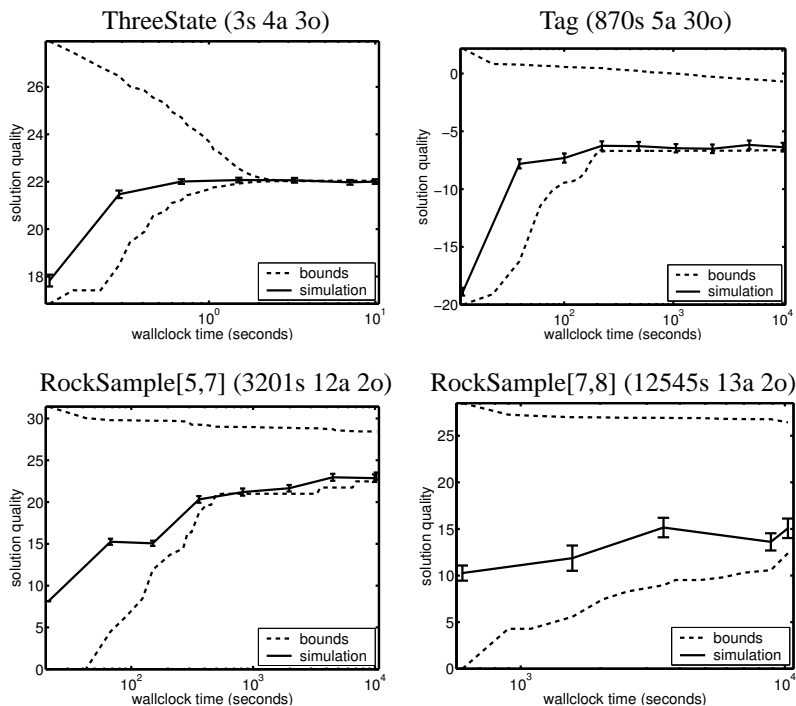 ThreeState (3s 4a 3o)
26
24
22
20
18
solution quality
10^0
10^1
wallclock time (seconds)
bounds
simulation
Tag (870s 5a 30o)
0
−5
−10
−15
−20
solution quality
10^2
10^3
10^4
wallclock time (seconds)
bounds
simulation
RockSample[5,7] (3201s 12a 2o)
30
25
20
15
10
5
0
solution quality
10^2
10^3
10^4
wallclock time (seconds)
bounds
simulation
RockSample[7,8] (12545s 13a 2o)
25
20
15
10
5
0
solution quality
10^3
10^4
wallclock time (seconds)
bounds
simulation